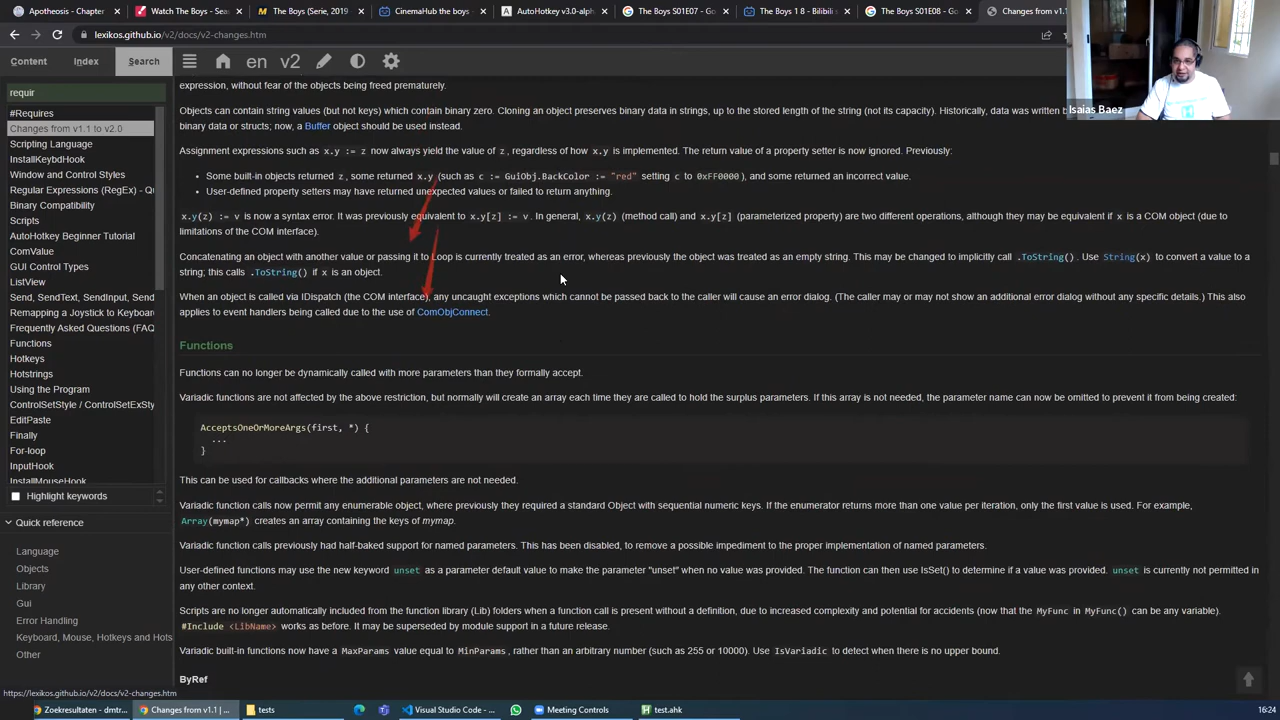 Apotheosis - Chapter
Watch The Boys - Sea
The Boys (Serie, 2019
CinemaHub the boys
AutoHotkey v3.0-alph
The Boys S01E07 - Go
The Boys 1 8 - Bilibili
The Boys S01E08 - Go
Changes from v1.1
lexikos.github.io/v2/docs/v2-changes.htm
Isaias Baez
Content
Index
Search
en
v2
requir
#Requires
Changes from v1.1 to v2.0
Scripting Language
InstallKeybdHook
Window and Control Styles
Regular Expressions (RegEx) - Qu
Binary Compatibility
Scripts
AutoHotkey Beginner Tutorial
ComValue
GUI Control Types
ListView
Send, SendText, SendInput, Send
Remapping a Joystick to Keyboard
Frequently Asked Questions (FAQ
Functions
Hotkeys
Hotstrings
Using the Program
ControlSetStyle / ControlSetExSty
EditPaste
Finally
For-loop
InputHook
InstallMouseHook
Highlight keywords
Quick reference
Language
Objects
Library
Gui
Error Handling
Keyboard, Mouse, Hotkeys and Hots
Other
expression, without fear of the objects being freed prematurely.
Objects can contain string values (but not keys) which contain binary zero. Cloning an object preserves binary data in strings, up to the stored length of the string (not its capacity). Historically, data was written b
binary data or structs; now, a Buffer object should be used instead.
Assignment expressions such as x.y := z now always yield the value of z, regardless of how x.y is implemented. The return value of a property setter is now ignored. Previously:
Some built-in objects returned z, some returned x.y (such as c := GuiObj.BackColor := "red" setting c to 0xFF0000), and some returned an incorrect value.
User-defined property setters may have returned unexpected values or failed to return anything.
x.y(z) := v is now a syntax error. It was previously equivalent to x.y[z] := v. In general, x.y(z) (method call) and x.y[z] (parameterized property) are two different operations, although they may be equivalent if x is a COM object (due to
limitations of the COM interface).
Concatenating an object with another value or passing it to Loop is currently treated as an error, whereas previously the object was treated as an empty string. This may be changed to implicitly call .ToString(). Use String(x) to convert a value to a
string; this calls .ToString() if x is an object.
When an object is called via IDispatch (the COM interface), any uncaught exceptions which cannot be passed back to the caller will cause an error dialog. (The caller may or may not show an additional error dialog without any specific details.) This also
applies to event handlers being called due to the use of ComObjConnect.
Functions
Functions can no longer be dynamically called with more parameters than they formally accept.
Variadic functions are not affected by the above restriction, but normally will create an array each time they are called to hold the surplus parameters. If this array is not needed, the parameter name can now be omitted to prevent it from being created:
AcceptsOneOrMoreArgs(first, *) {
...
}
This can be used for callbacks where the additional parameters are not needed.
Variadic function calls now permit any enumerable object, where previously they required a standard Object with sequential numeric keys. If the enumerator returns more than one value per iteration, only the first value is used. For example,
Array(mymap*) creates an array containing the keys of mymap.
Variadic function calls previously had half-baked support for named parameters. This has been disabled, to remove a possible impediment to the proper implementation of named parameters.
User-defined functions may use the new keyword unset as a parameter default value to make the parameter "unset" when no value was provided. The function can then use IsSet() to determine if a value was provided. unset is currently not permitted in
any other context.
Scripts are no longer automatically included from the function library (Lib) folders when a function call is present without a definition, due to increased complexity and potential for accidents (now that the MyFunc in MyFunc() can be any variable).
#Include <LibName> works as before. It may be superseded by module support in a future release.
Variadic built-in functions now have a MaxParams value equal to MinParams, rather than an arbitrary number (such as 255 or 10000). Use IsVariadic to detect when there is no upper bound.
ByRef
https://lexikos.github.io/v2/docs/v2-changes.htm
Zoekresultaten - dmtr...
Changes from v1.1 |...
tests
Visual Studio Code - ...
Meeting Controls
test.ahk
16:24